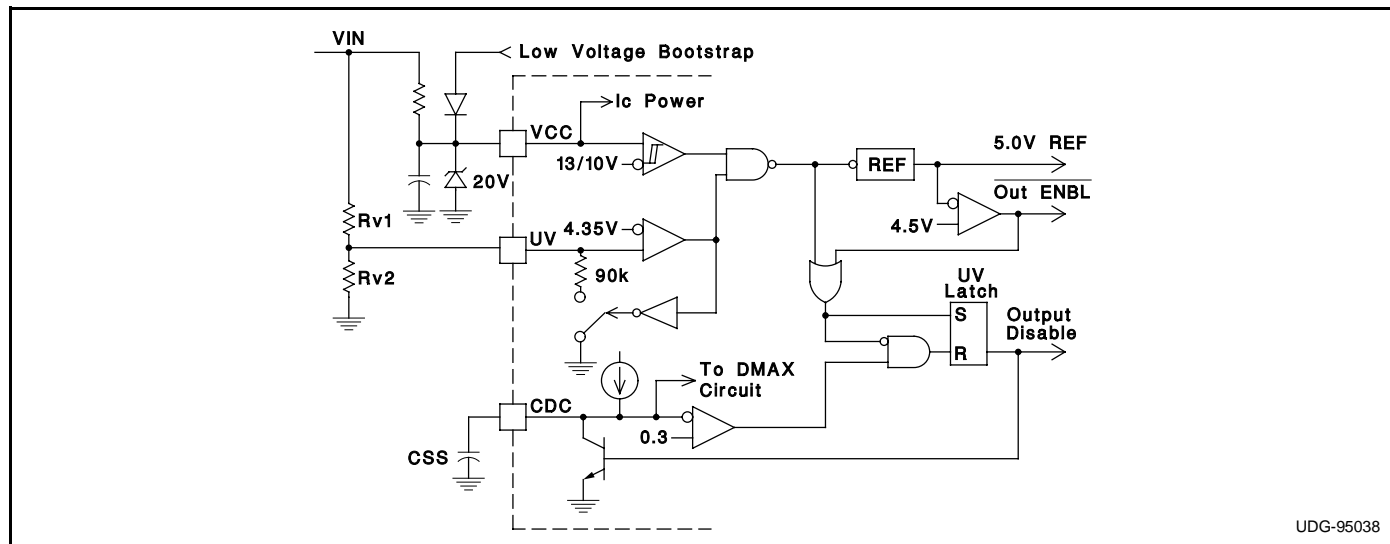 VIN
Low Voltage Bootstrap
Ic Power
VCC
13/10V
REF
5.0V REF
20V
Out ENBL
4.5V
Rv1
4.35V
UV
90k
Rv2
UV
Latch
S
R
Output
Disable
To DMAX
Circuit
CDC
0.3
CSS
UDG-95038